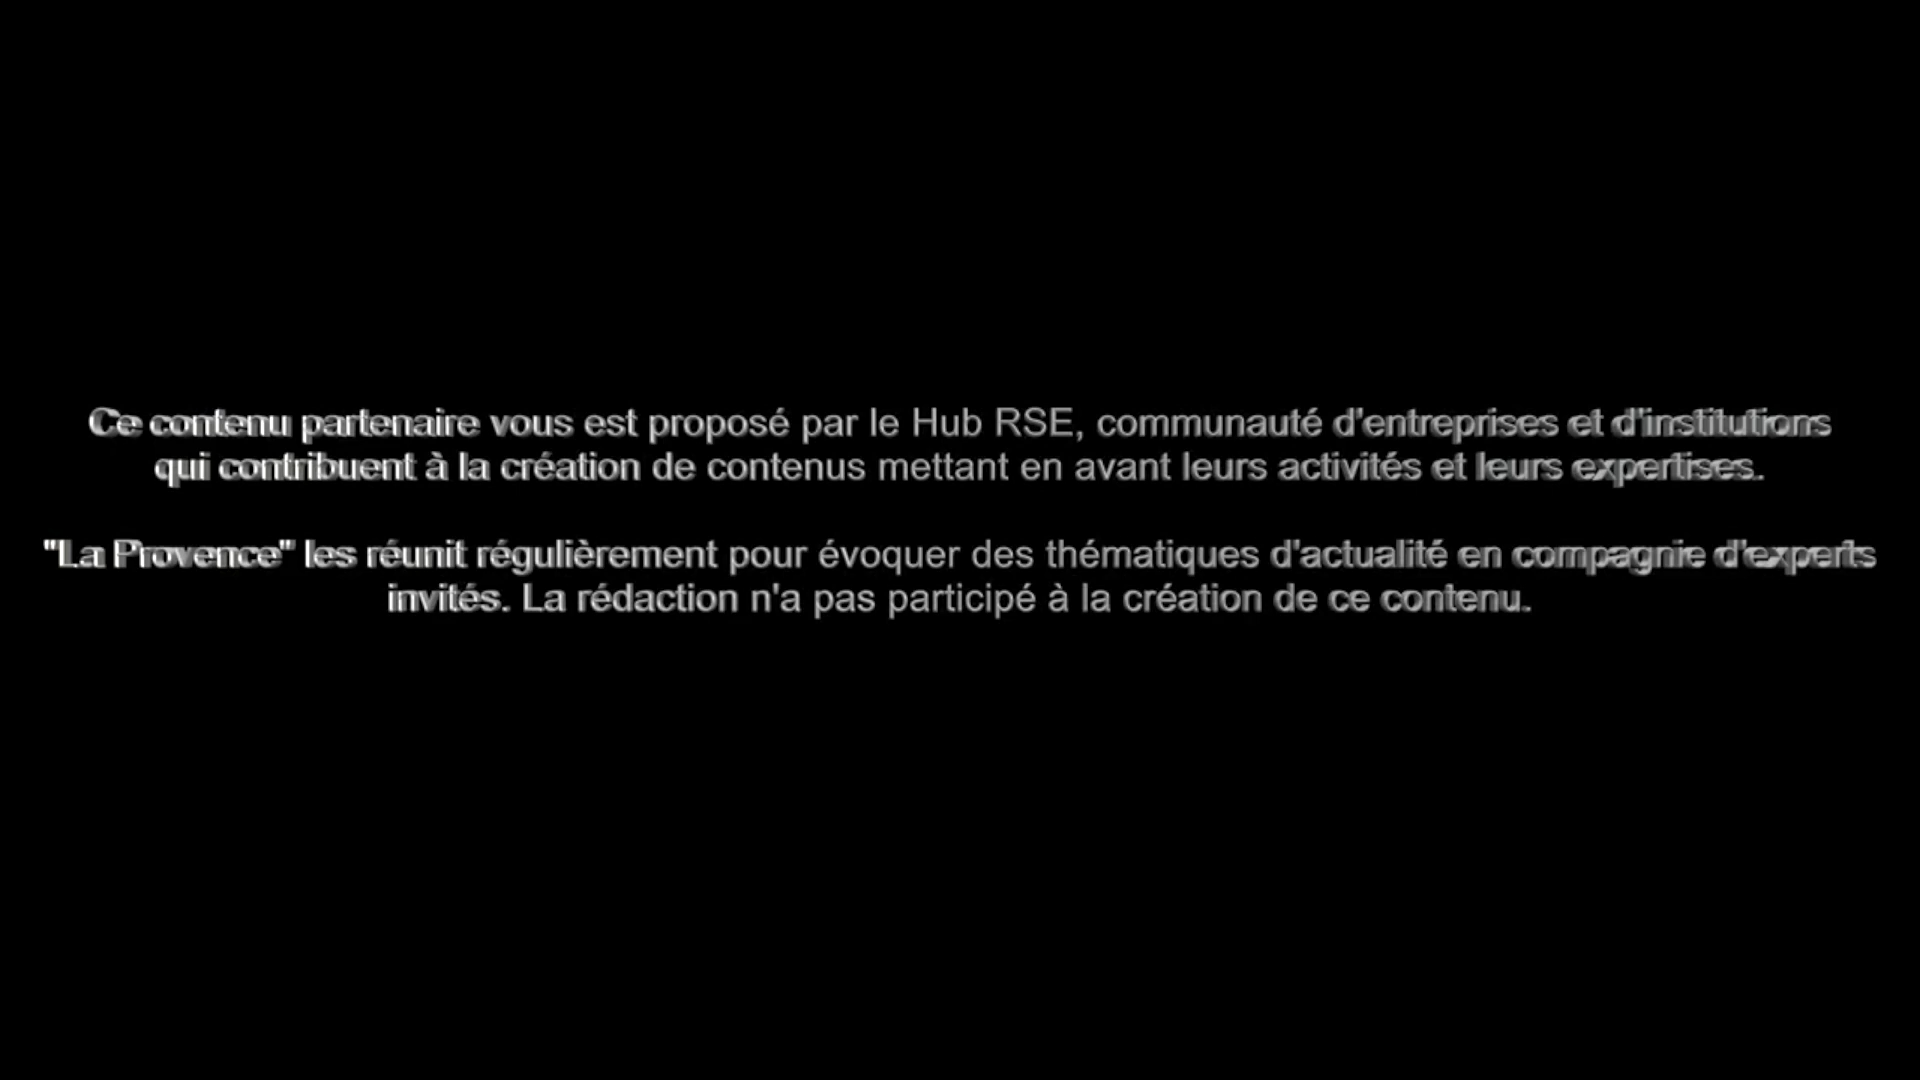 Ce contenu partenaire vous est proposé par le Hub RSE, communauté d'entreprises et d'institutions
qui contribuent à la création de contenus mettant en avant leurs activités et leurs expertises.
"La Provence" les réunit régulièrement pour évoquer des thématiques d'actualité en compagnie d'experts
invités. La rédaction n'a pas participé à la création de ce contenu.